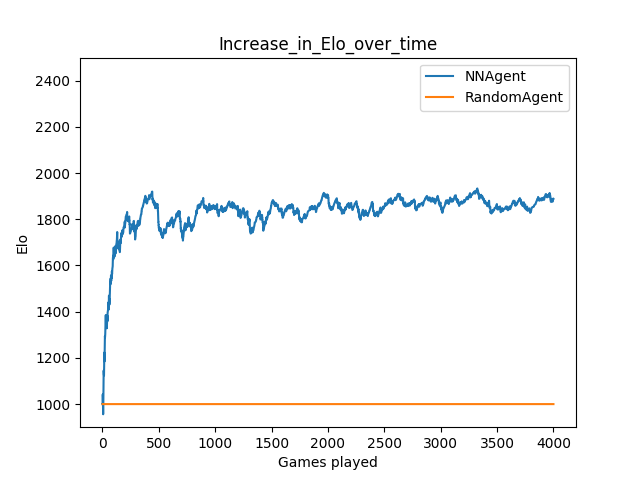 Increase_in_Elo_over_time
NNAgent
RandomAgent
2400
2200
2000
1800
1600
1400
1200
1000
Elo
0 500 1000 1500 2000 2500 3000 3500 4000
Games played